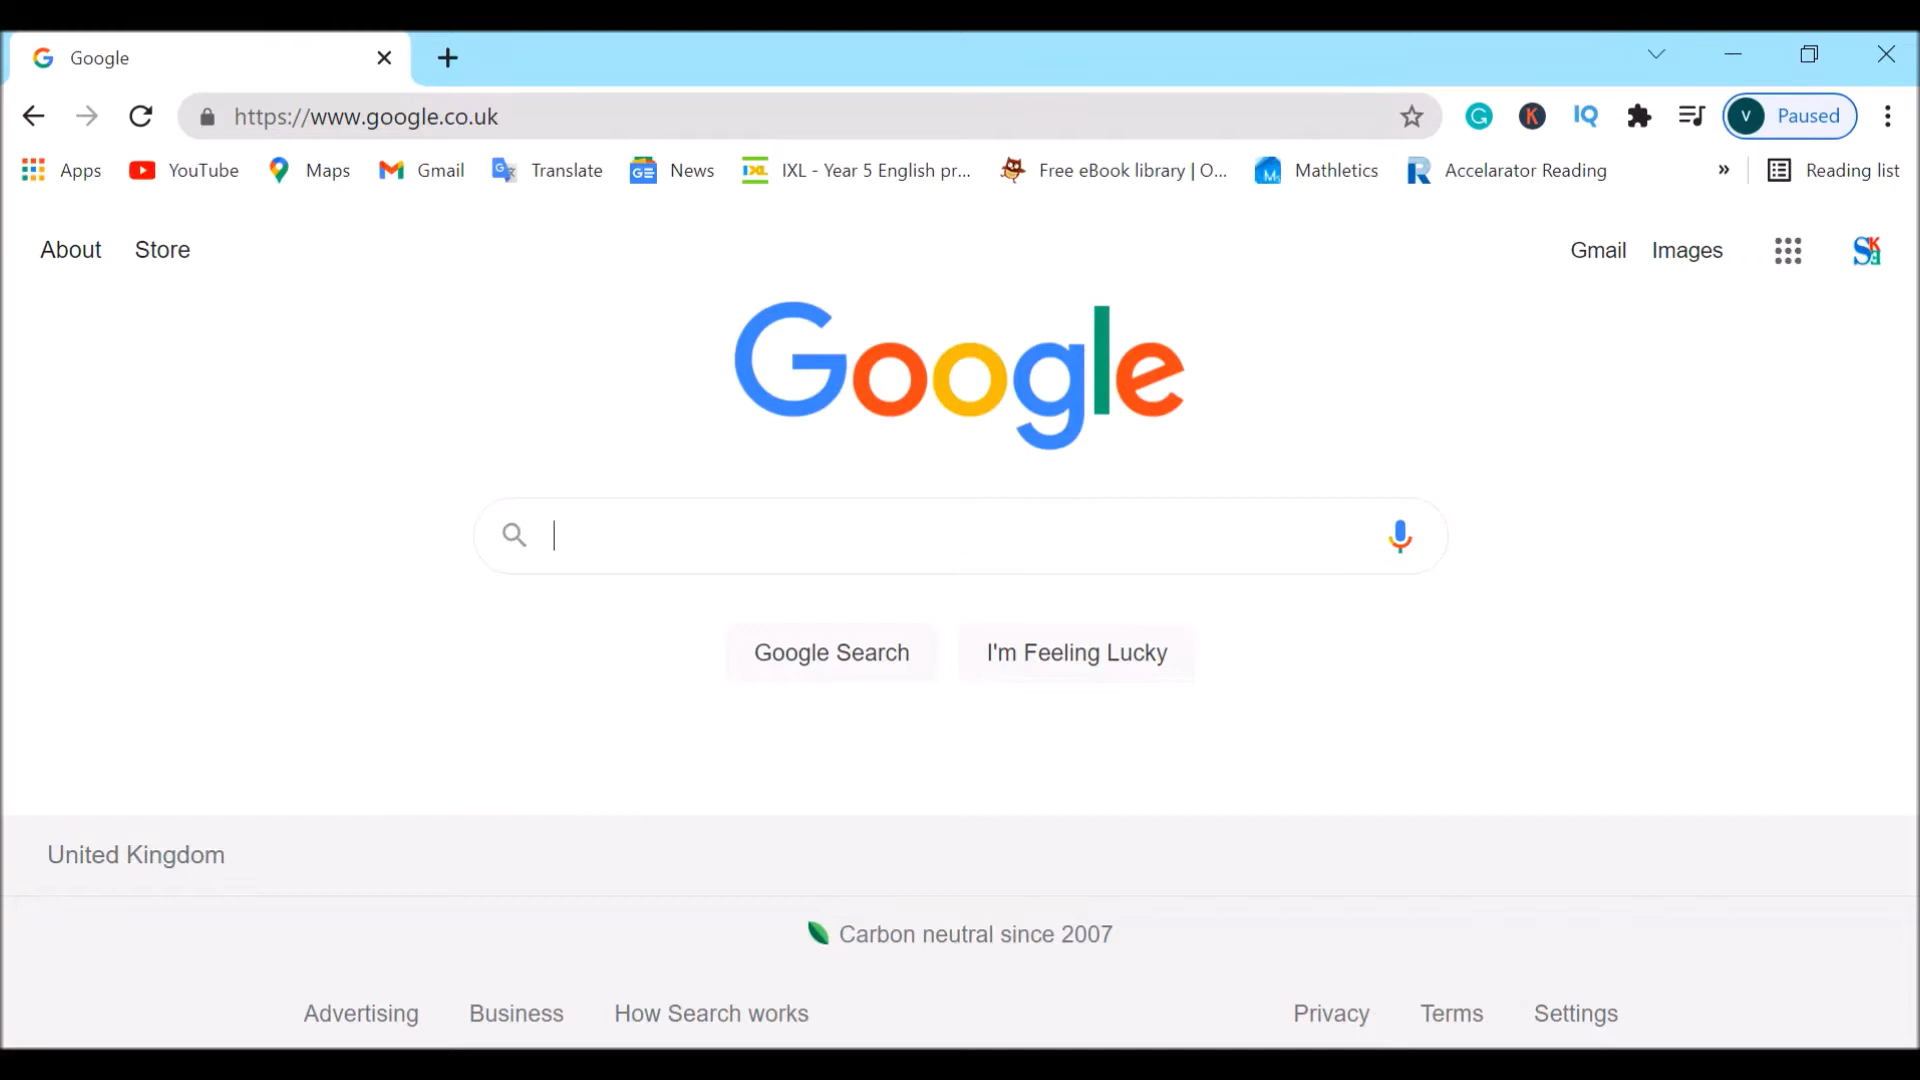 Google
https://www.google.co.uk
IQ
V
Paused
Apps
YouTube
Maps
Gmail
Translate
News
IXL - Year 5 English pr...
Free eBook library | O...
Mathletics
Accelarator Reading
»
Reading list
About
Store
Gmail
Images
Google
Google Search
I'm Feeling Lucky
United Kingdom
Carbon neutral since 2007
Advertising
Business
How Search works
Privacy
Terms
Settings